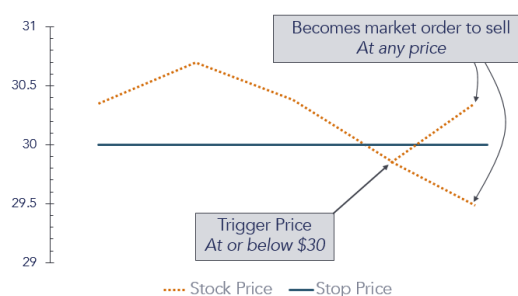 31
Becomes market order to sell
At any price
30.5
30
29.5
Trigger Price
At or below $30
29
Stock Price Stop Price